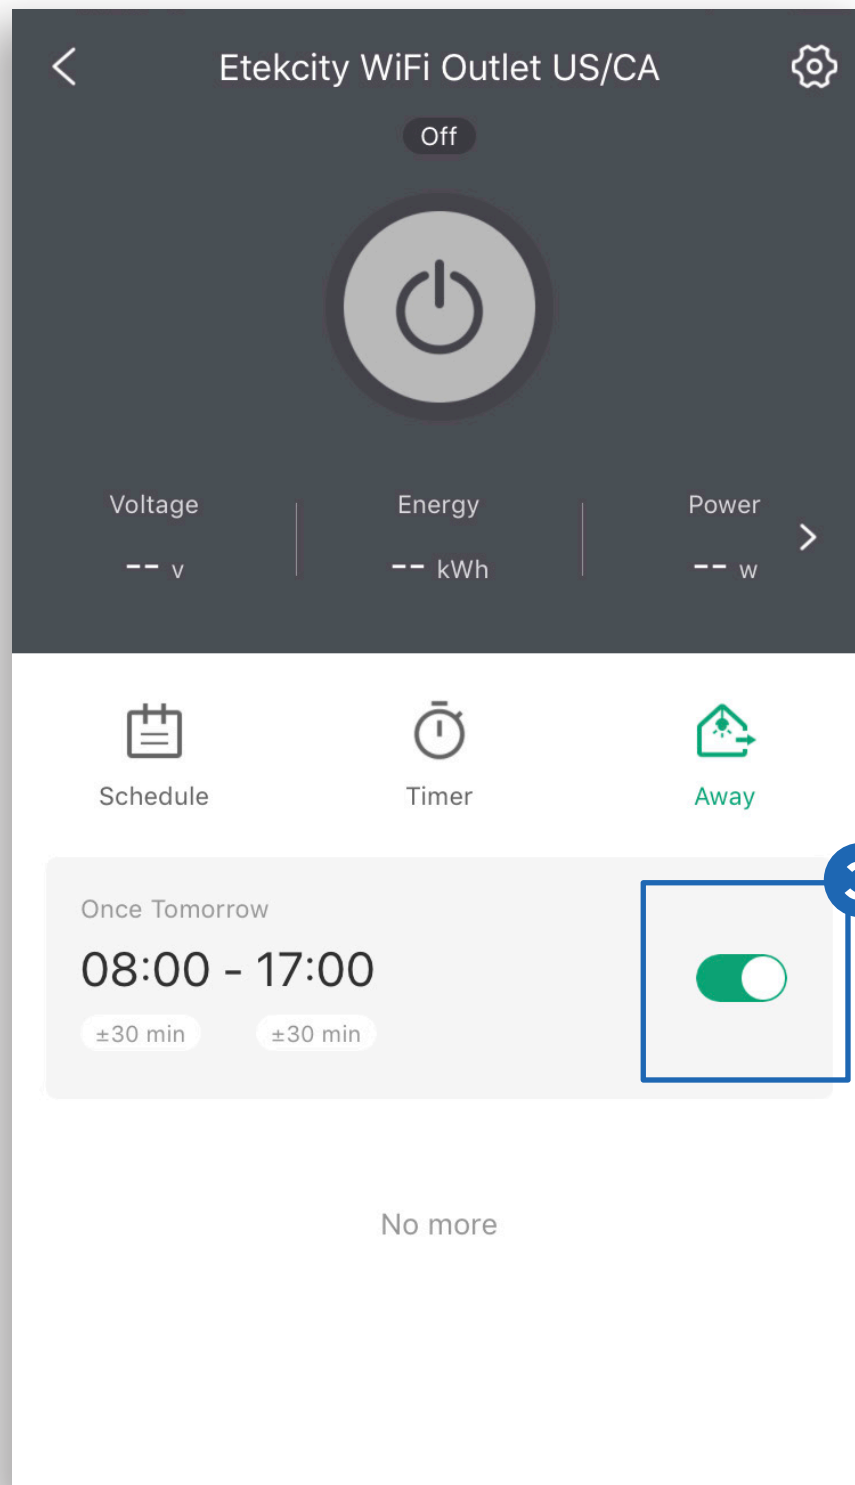 Etekcity WiFi Outlet US/CA
Off
Voltage Energy Power
-- v -- kWh -- w
Schedule Timer Away
Once Tomorrow
08:00 - 17:00
±30 min ±30 min
No more